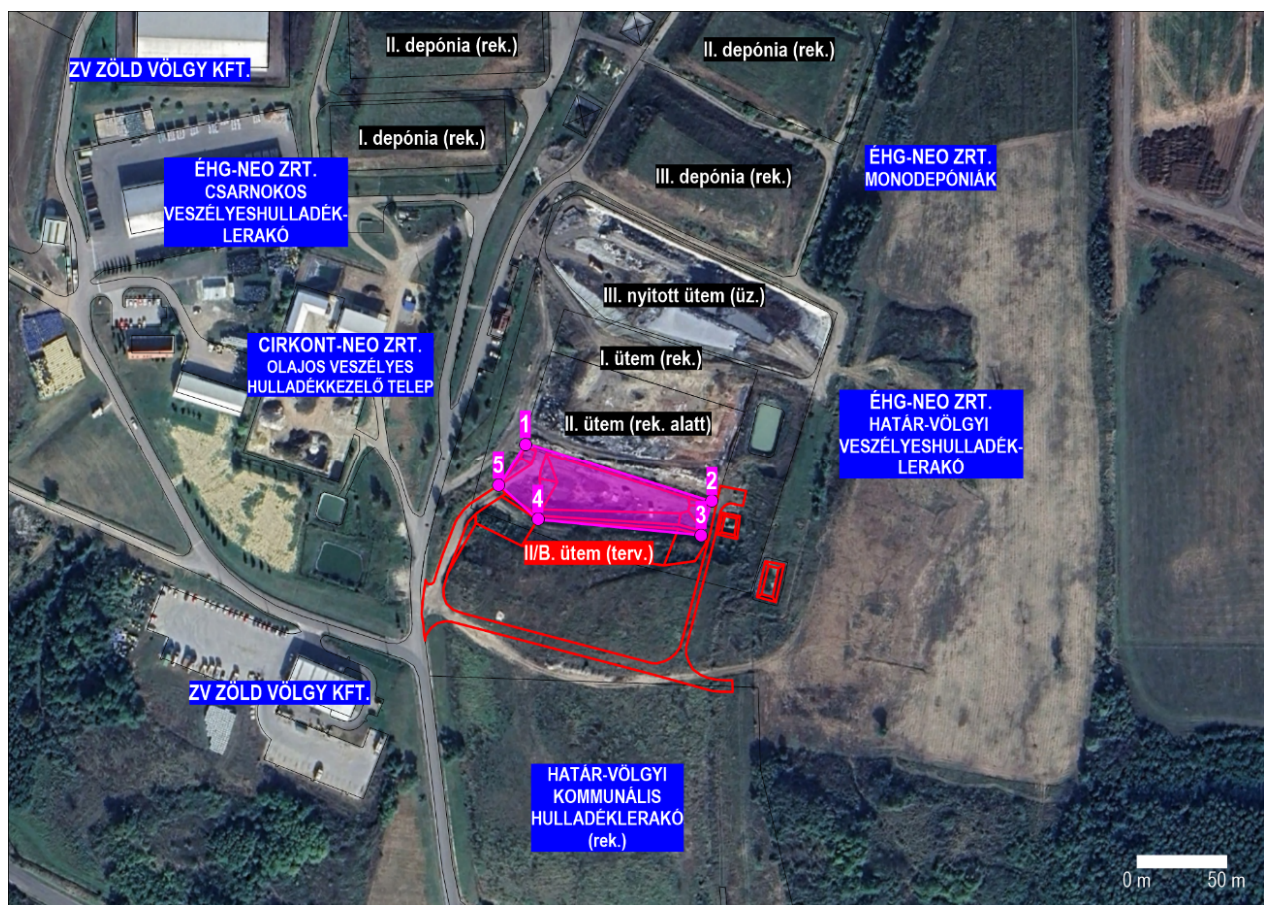 II. depónia (rek.)
II. depónia (rek.)
ZV ZÖLD VÖLGY KFT.
I. depónia (rek.)
ÉHG-NEO ZRT.
CSARNOKOS
VESZÉLYESHULLADÉK-
LERAKÓ
III. depónia (rek.)
ÉHG-NEO ZRT.
MONODEPÓNIÁK
III. nyitott ütem (üz.)
CIRKONT-NEO ZRT.
OLAJOS VESZÉLYES
HULLADÉKKEZELŐ TELEP
I. ütem (rek.)
II. ütem (rek. alatt)
ÉHG-NEO ZRT.
HATÁR-VÖLGYI
VESZÉLYESHULLADÉK-
LERAKÓ
1
2
5
4
3
II/B. ütem (terv.)
ZV ZÖLD VÖLGY KFT.
HATÁR-VÖLGYI
KOMMUNÁLIS
HULLADÉKLERAKÓ
(rek.)
0 m 50 m